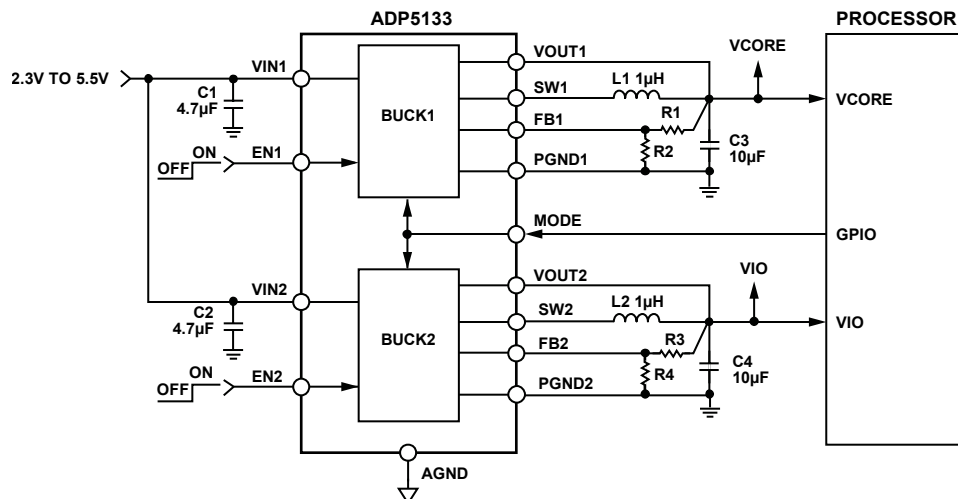 ADP5133
PROCESSOR
2.3V TO 5.5V
VIN1
C1
4.7µF
ON
OFF
EN1
BUCK1
VOUT1
SW1
FB1
PGND1
L1 1µH
R1
R2
C3
10µF
VCORE
VCORE
MODE
GPIO
VIN2
C2
4.7µF
ON
OFF
EN2
BUCK2
VOUT2
SW2
FB2
PGND2
L2 1µH
R3
R4
C4
10µF
VIO
VIO
AGND